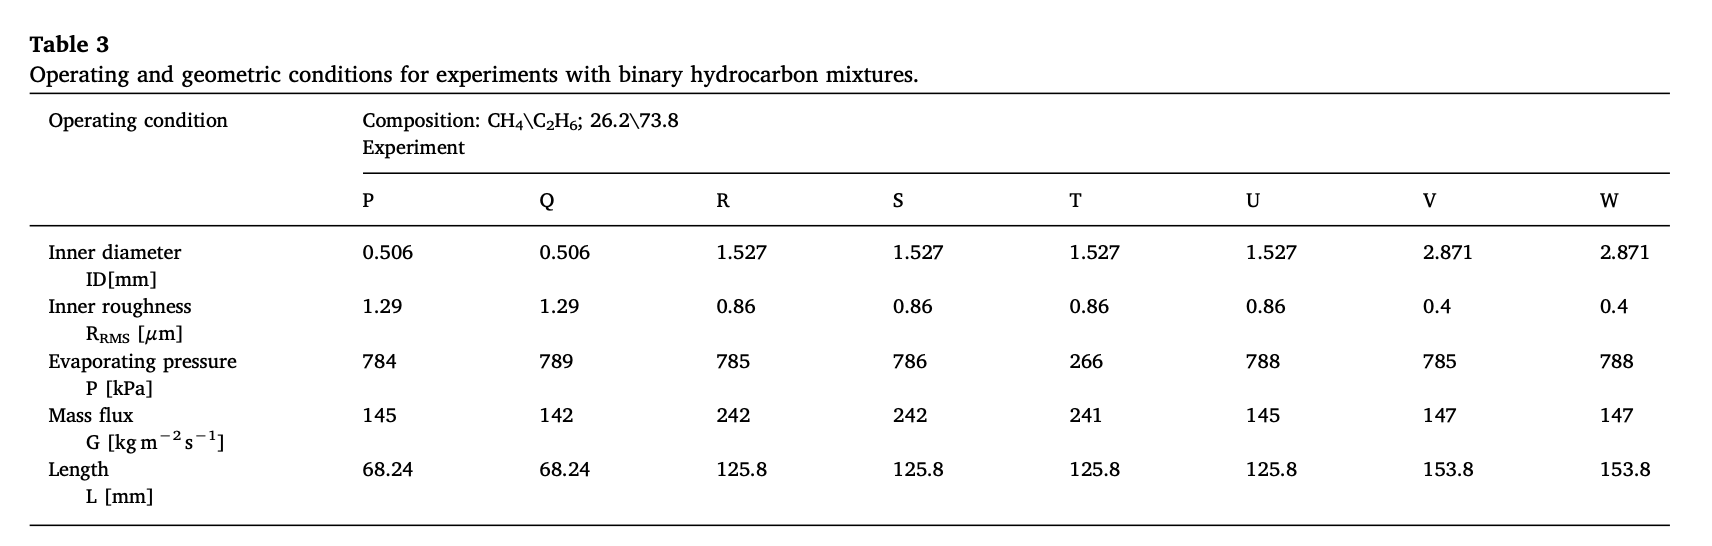 Table 3
Operating and geometric conditions for experiments with binary hydrocarbon mixtures.
Operating condition Composition: CH₄\C₂H₆; 26.2\73.8
Experiment
P Q R S T U V W
Inner diameter 0.506 0.506 1.527 1.527 1.527 1.527 2.871 2.871
ID[mm]
Inner roughness 1.29 1.29 0.86 0.86 0.86 0.86 0.4 0.4
R_RMS [μm]
Evaporating pressure 784 789 785 786 266 788 785 788
P [kPa]
Mass flux 145 142 242 242 241 145 147 147
G [kg m⁻² s⁻¹]
Length 68.24 68.24 125.8 125.8 125.8 125.8 153.8 153.8
L [mm]